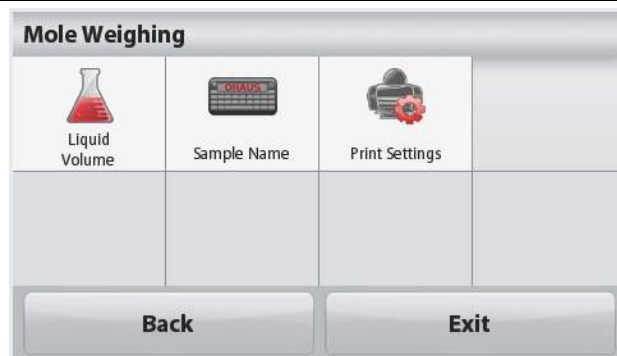 Mole Weighing
OHAUS
Liquid
Volume
Sample Name
Print Settings
Back
Exit